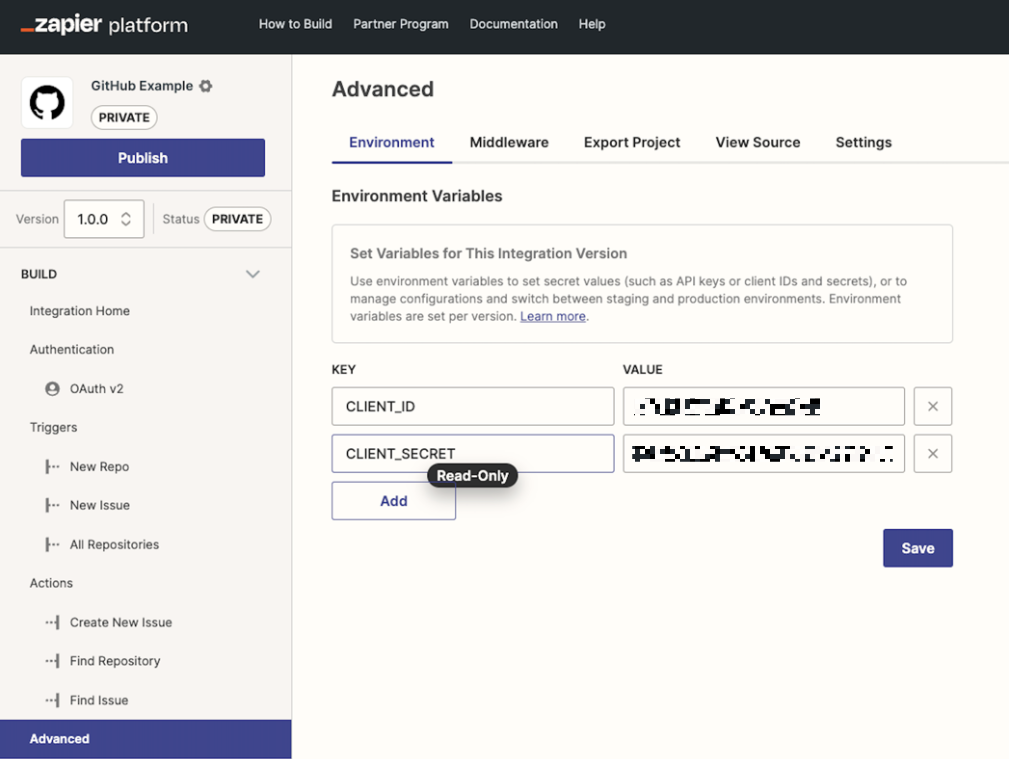 zapier platform
How to Build
Partner Program
Documentation
Help
GitHub Example
PRIVATE
Publish
Version 1.0.0 Status PRIVATE
BUILD
Integration Home
Authentication
OAuth v2
Triggers
New Repo
New Issue
All Repositories
Actions
Create New Issue
Find Repository
Find Issue
Advanced
Advanced
Environment
Middleware
Export Project
View Source
Settings
Environment Variables
Set Variables for This Integration Version
Use environment variables to set secret values (such as API keys or client IDs and secrets), or to
manage configurations and switch between staging and production environments. Environment
variables are set per version. Learn more.
KEY VALUE
CLIENT_ID
CLIENT_SECRET
Read-Only
Add
Save